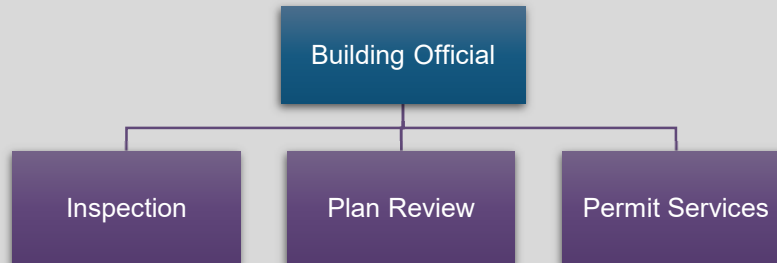 Building Official
Inspection
Plan Review
Permit Services